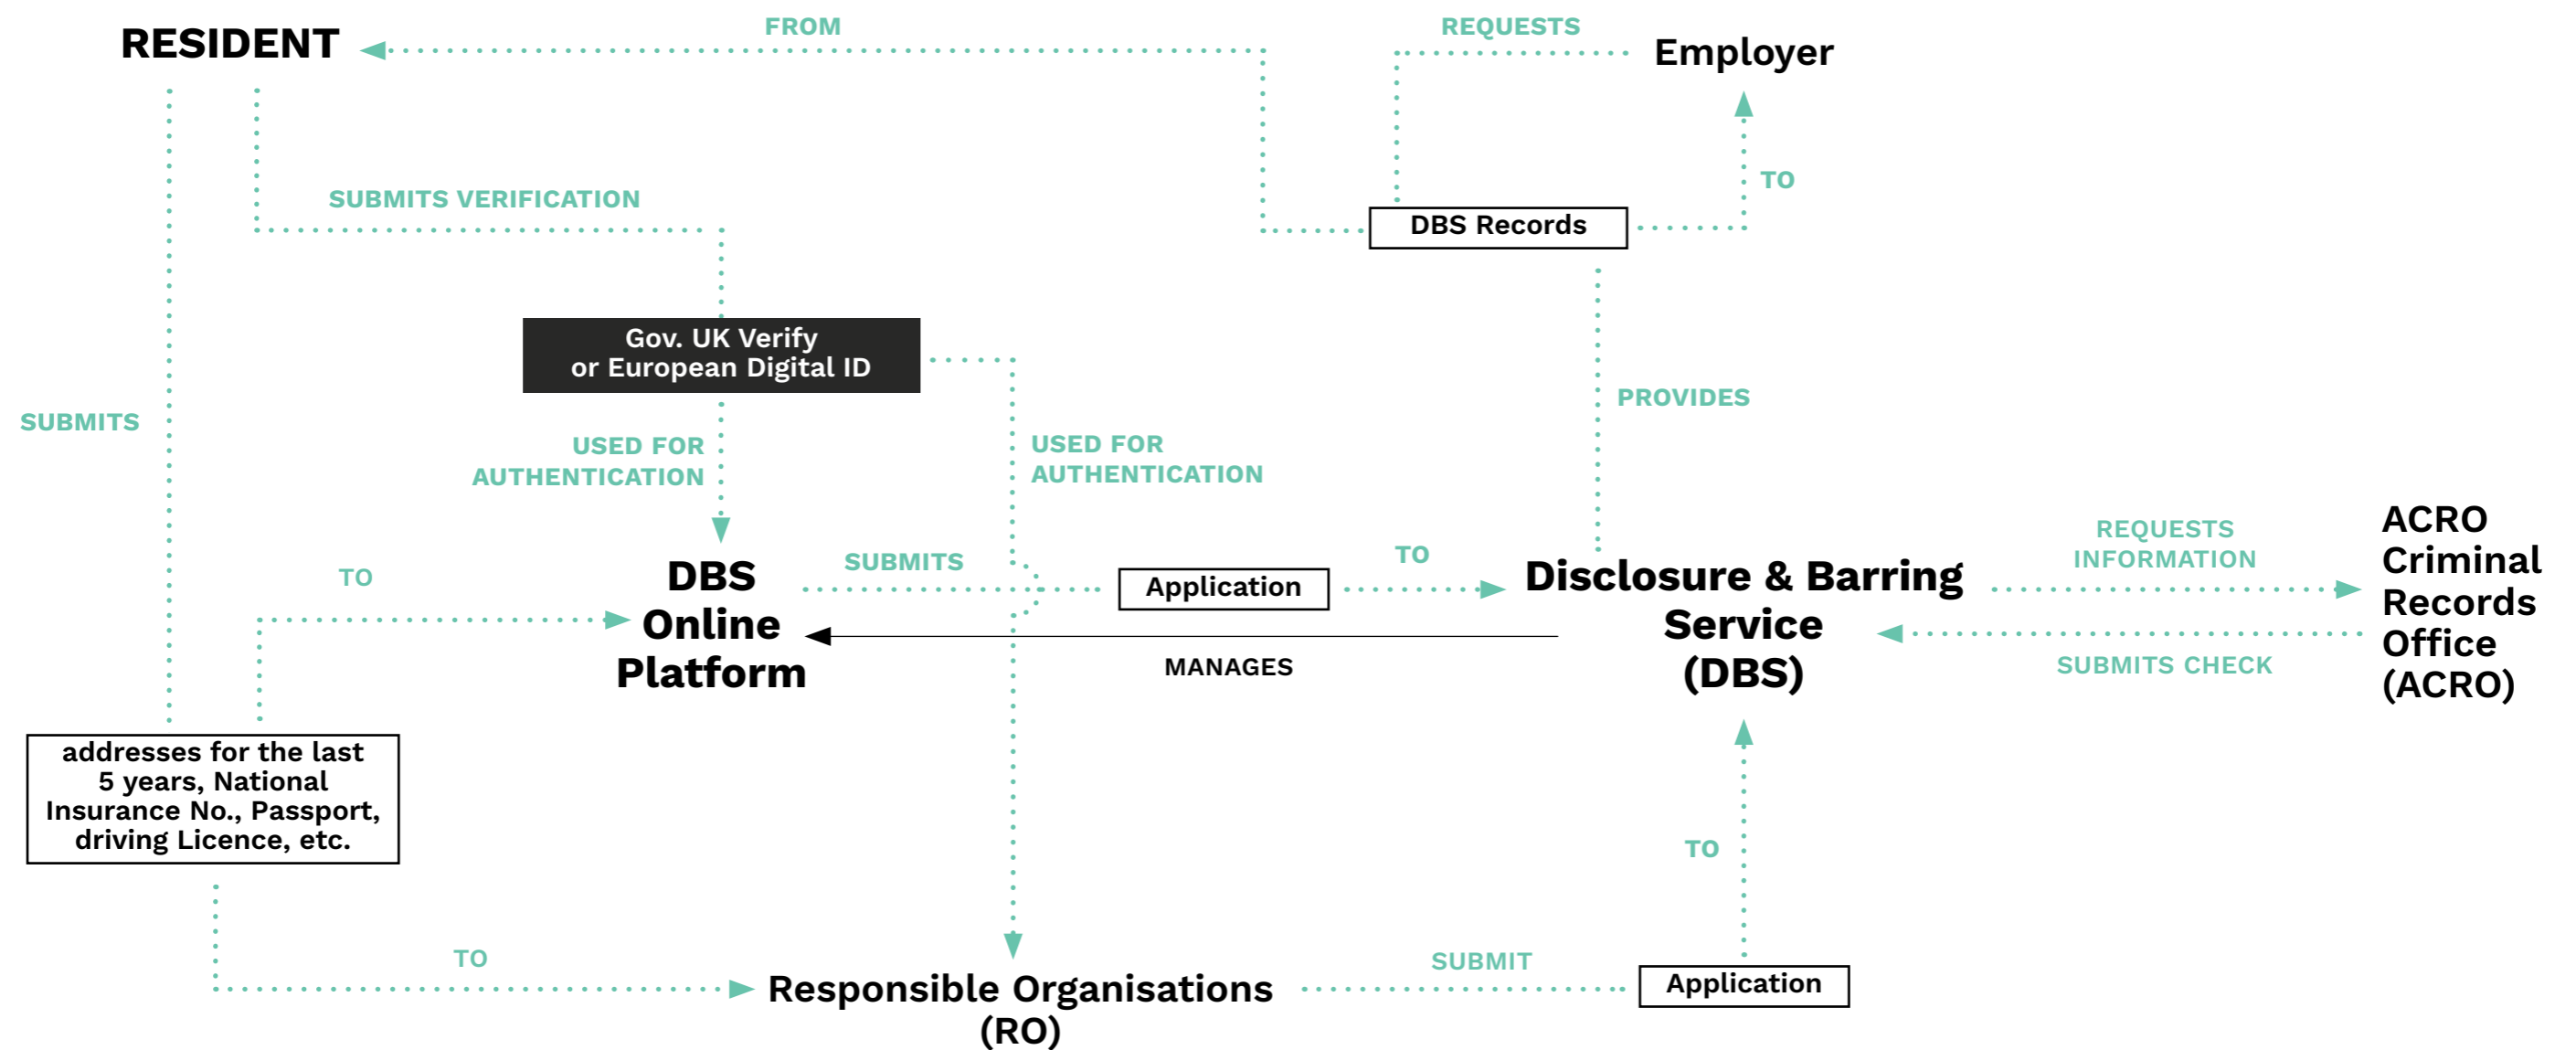 FROM
REQUESTS
RESIDENT
Employer
TO
SUBMITS VERIFICATION
DBS Records
Gov. UK Verify
or European Digital ID
PROVIDES
SUBMITS
USED FOR
AUTHENTICATION
USED FOR
AUTHENTICATION
REQUESTS
INFORMATION
ACRO
Criminal
Records
Office
(ACRO)
TO
DBS
Online
Platform
SUBMITS
Application
TO
Disclosure & Barring
Service
(DBS)
MANAGES
SUBMITS CHECK
addresses for the last
5 years, National
Insurance No., Passport,
driving Licence, etc.
TO
TO
Responsible Organisations
(RO)
SUBMIT
Application